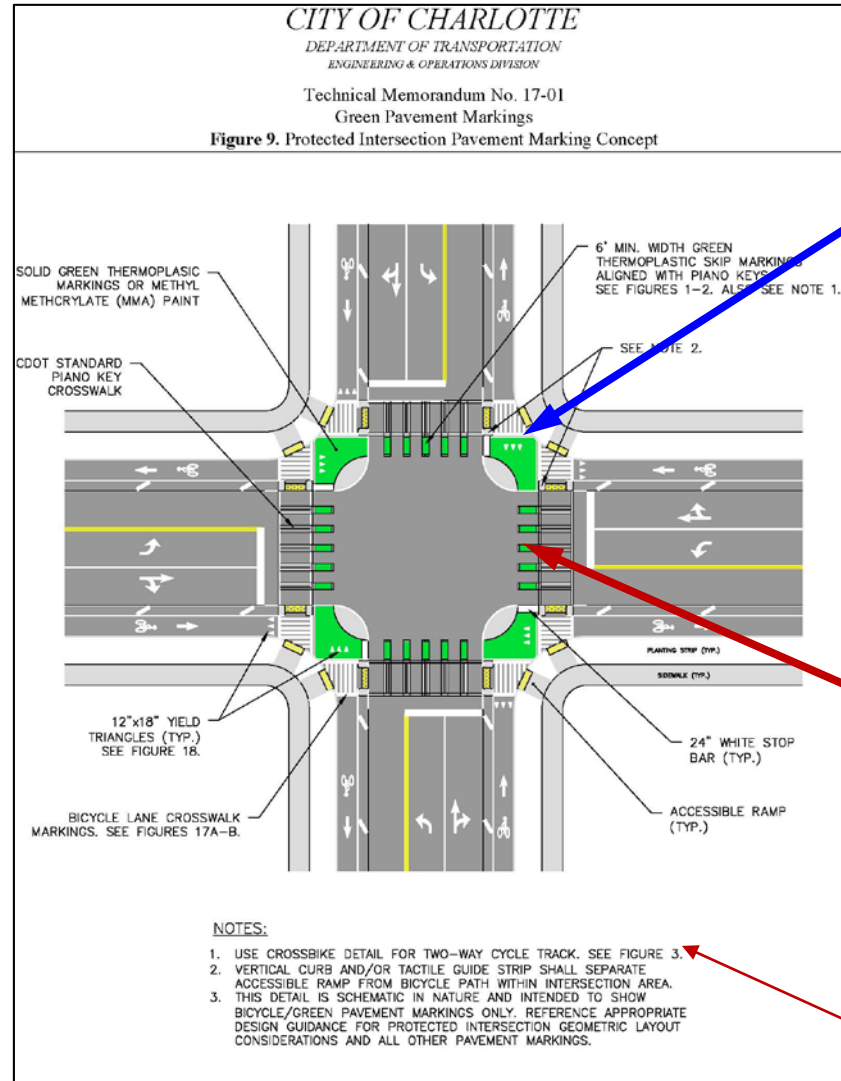 CITY OF CHARLOTTE
DEPARTMENT OF TRANSPORTATION
ENGINEERING & OPERATIONS DIVISION
Technical Memorandum No. 17-01
Green Pavement Markings
Figure 9. Protected Intersection Pavement Marking Concept
SOLID GREEN THERMOPLASIC
MARKINGS OR METHYL
METHCRYLATE (MMA) PAINT
6' MIN. WIDTH GREEN
THERMOPLASTIC SKIP MARKINGS
ALIGNED WITH PIANO KEYS
SEE FIGURES 1-2. ALSO SEE NOTE 1.
SEE NOTE 2.
CDOT STANDARD
PIANO KEY
CROSSWALK
PLANTING STRIP (TYP.)
SIDEWALK (TYP.)
12"x18" YIELD
TRIANGLES (TYP.)
SEE FIGURE 18.
24" WHITE STOP
BAR (TYP.)
BICYCLE LANE CROSSWALK
MARKINGS. SEE FIGURES 17A-B.
ACCESSIBLE RAMP
(TYP.)
NOTES:
1. USE CROSSBIKE DETAIL FOR TWO-WAY CYCLE TRACK. SEE FIGURE 3.
2. VERTICAL CURB AND/OR TACTILE GUIDE STRIP SHALL SEPARATE
ACCESSIBLE RAMP FROM BICYCLE PATH WITHIN INTERSECTION AREA.
3. THIS DETAIL IS SCHEMATIC IN NATURE AND INTENDED TO SHOW
BICYCLE/GREEN PAVEMENT MARKINGS ONLY. REFERENCE APPROPRIATE
DESIGN GUIDANCE FOR PROTECTED INTERSECTION GEOMETRIC LAYOUT
CONSIDERATIONS AND ALL OTHER PAVEMENT MARKINGS.